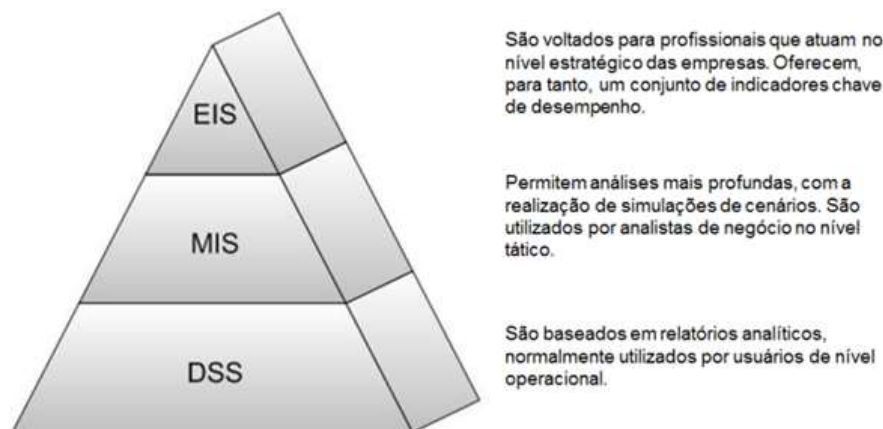 EIS
São voltados para profissionais que atuam no
nível estratégico das empresas. Oferecem,
para tanto, um conjunto de indicadores chave
de desempenho.
MIS
Permitem análises mais profundas, com a
realização de simulações de cenários. São
utilizados por analistas de negócio no nível
tático.
DSS
São baseados em relatórios analíticos,
normalmente utilizados por usuários de nível
operacional.